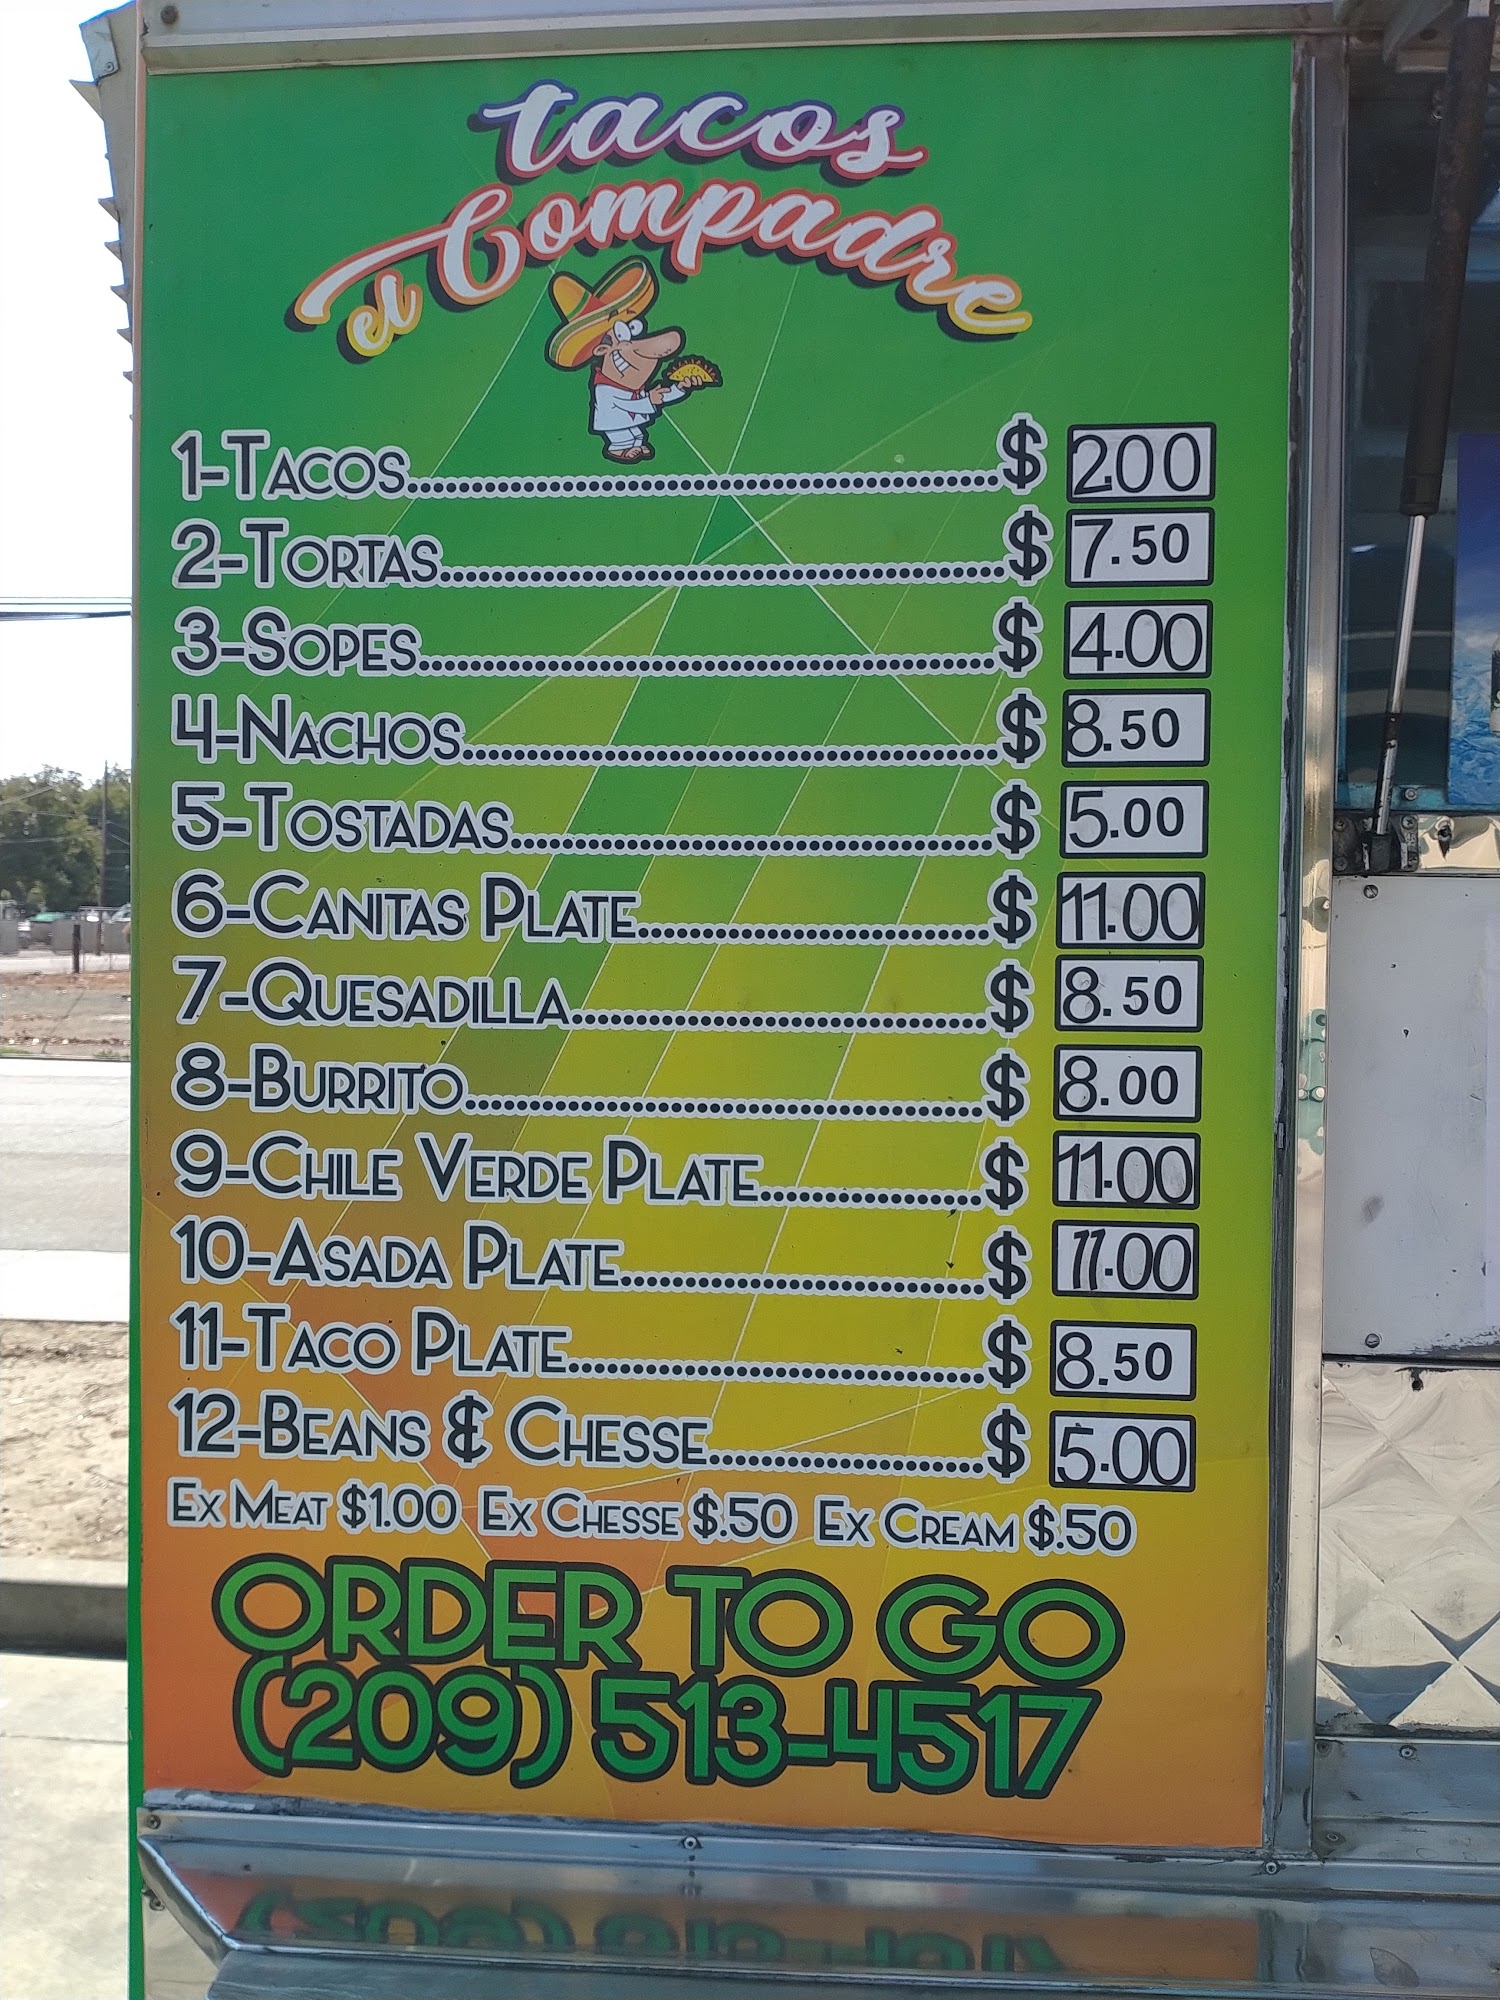 tacos
el Compadre
1-TACOS........................................$ 2.00
2-TORTAS........................................$ 7.50
3-SOPES........................................$ 4.00
4-NACHOS........................................$ 8.50
5-TOSTADAS........................................$ 5.00
6-CANITAS PLATE..............................$ 11.00
7-QUESADILLA..............................$ 8.50
8-BURRITO........................................$ 8.00
9-CHILE VERDE PLATE....................$ 11.00
10-ASADA PLATE..............................$ 11.00
11-TACO PLATE..............................$ 8.50
12-BEANS & CHESSE....................$ 5.00
EX MEAT $1.00 EX CHESSE $.50 EX CREAM $.50
ORDER TO GO
(209) 513-4517